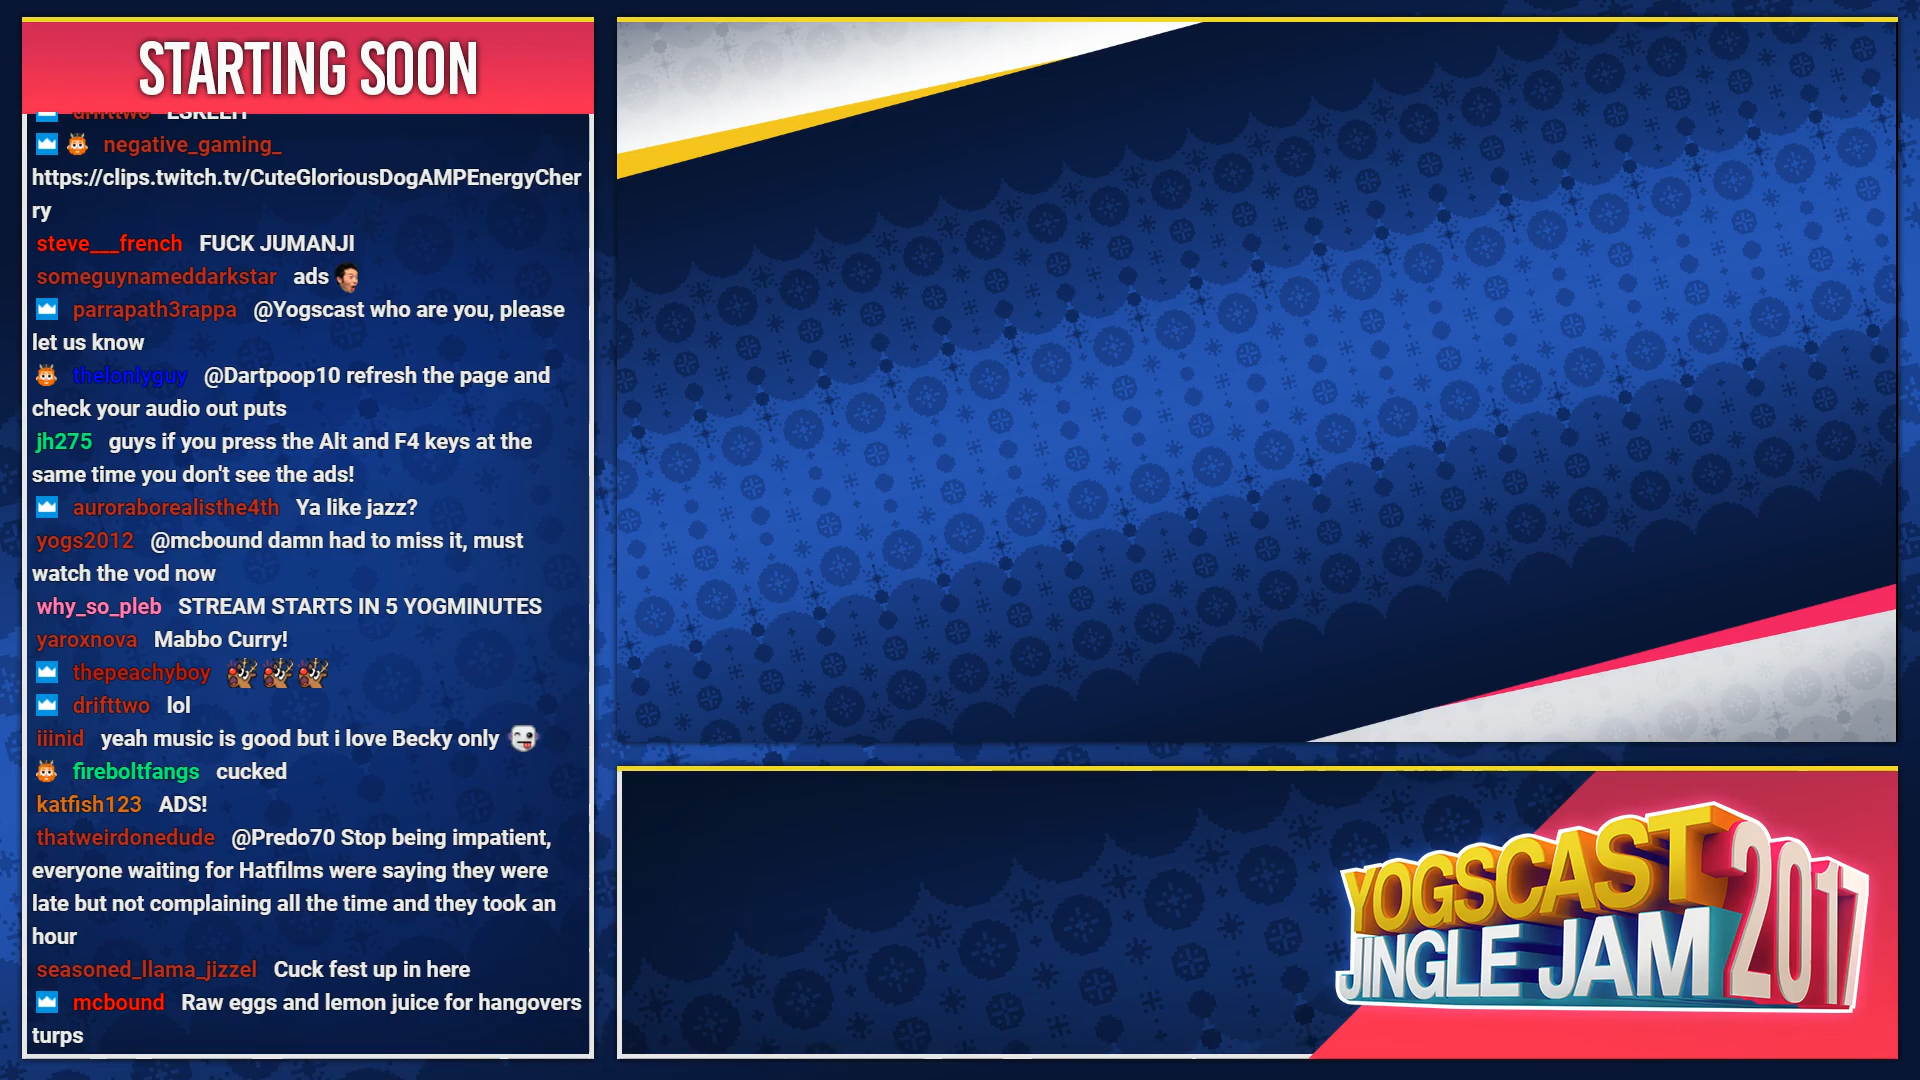 STARTING SOON
drifttwo ESKEEIT
negative_gaming_
https://clips.twitch.tv/CuteGloriousDogAMPEnergyCher
ry
steve___french FUCK JUMANJI
someguynameddarkstar ads
parrapath3rappa @Yogscast who are you, please
let us know
thelonlyguy @Dartpoop10 refresh the page and
check your audio out puts
jh275 guys if you press the Alt and F4 keys at the
same time you don't see the ads!
auroraborealisthe4th Ya like jazz?
yogs2012 @mcbound damn had to miss it, must
watch the vod now
why_so_pleb STREAM STARTS IN 5 YOGMINUTES
yaroxnova Mabbo Curry!
thepeachyboy
drifttwo lol
iiinid yeah music is good but i love Becky only
fireboltfangs cucked
katfish123 ADS!
thatweirdonedude @Predo70 Stop being impatient,
everyone waiting for Hatfilms were saying they were
late but not complaining all the time and they took an
hour
seasoned_llama_jizzel Cuck fest up in here
mcbound Raw eggs and lemon juice for hangovers
turps
YOGSCAST
JINGLE JAM 2017